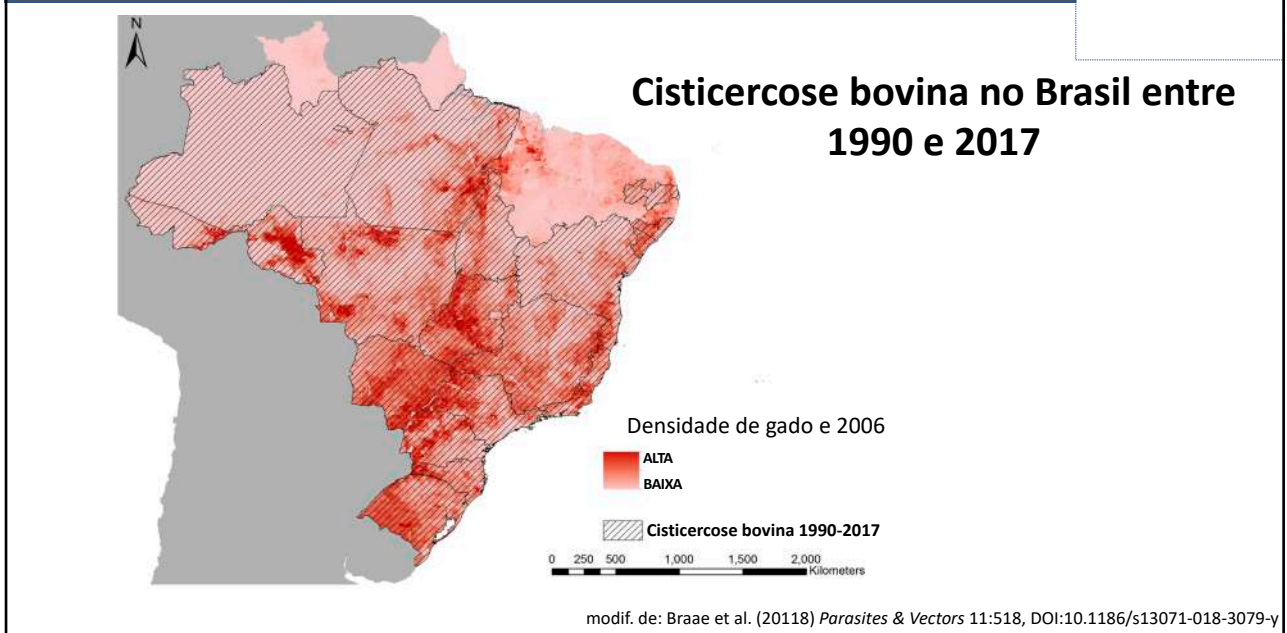 N
Cisticercose bovina no Brasil entre
1990 e 2017
Densidade de gado e 2006
ALTA
BAIXA
Cisticercose bovina 1990-2017
0 250 500 1,000 1,500 2,000
Kilometers
modif. de: Braae et al. (20118) Parasites & Vectors 11:518, DOI:10.1186/s13071-018-3079-y